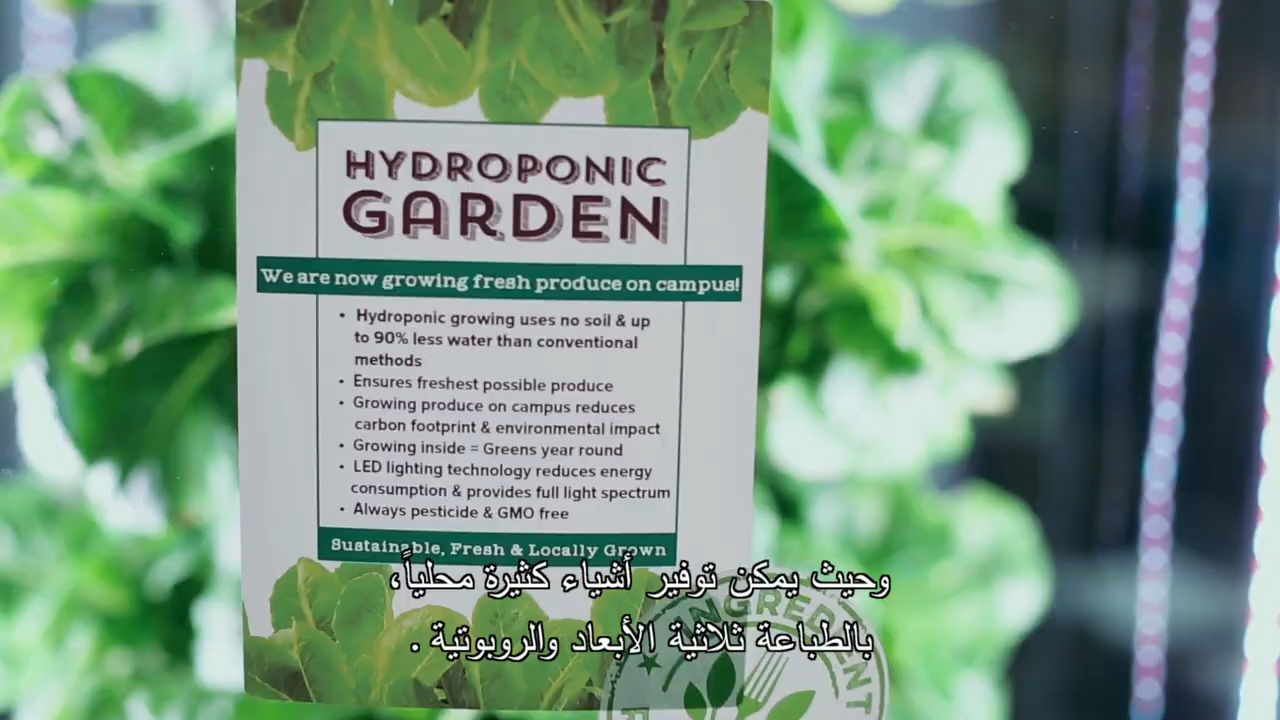 HYDROPONIC
GARDEN
We are now growing fresh produce on campus!
• Hydroponic growing uses no soil & up
to 90% less water than conventional
methods
• Ensures freshest possible produce
• Growing produce on campus reduces
carbon footprint & environmental impact
• Growing inside = Greens year round
• LED lighting technology reduces energy
consumption & provides full light spectrum
• Always pesticide & GMO free
Sustainable, Fresh & Locally Grown
وحيث يمكن توفير أشياء كثيرة محلياً،
بالطباعة ثلاثية الأبعاد والروبوتية .
INGREDIENT